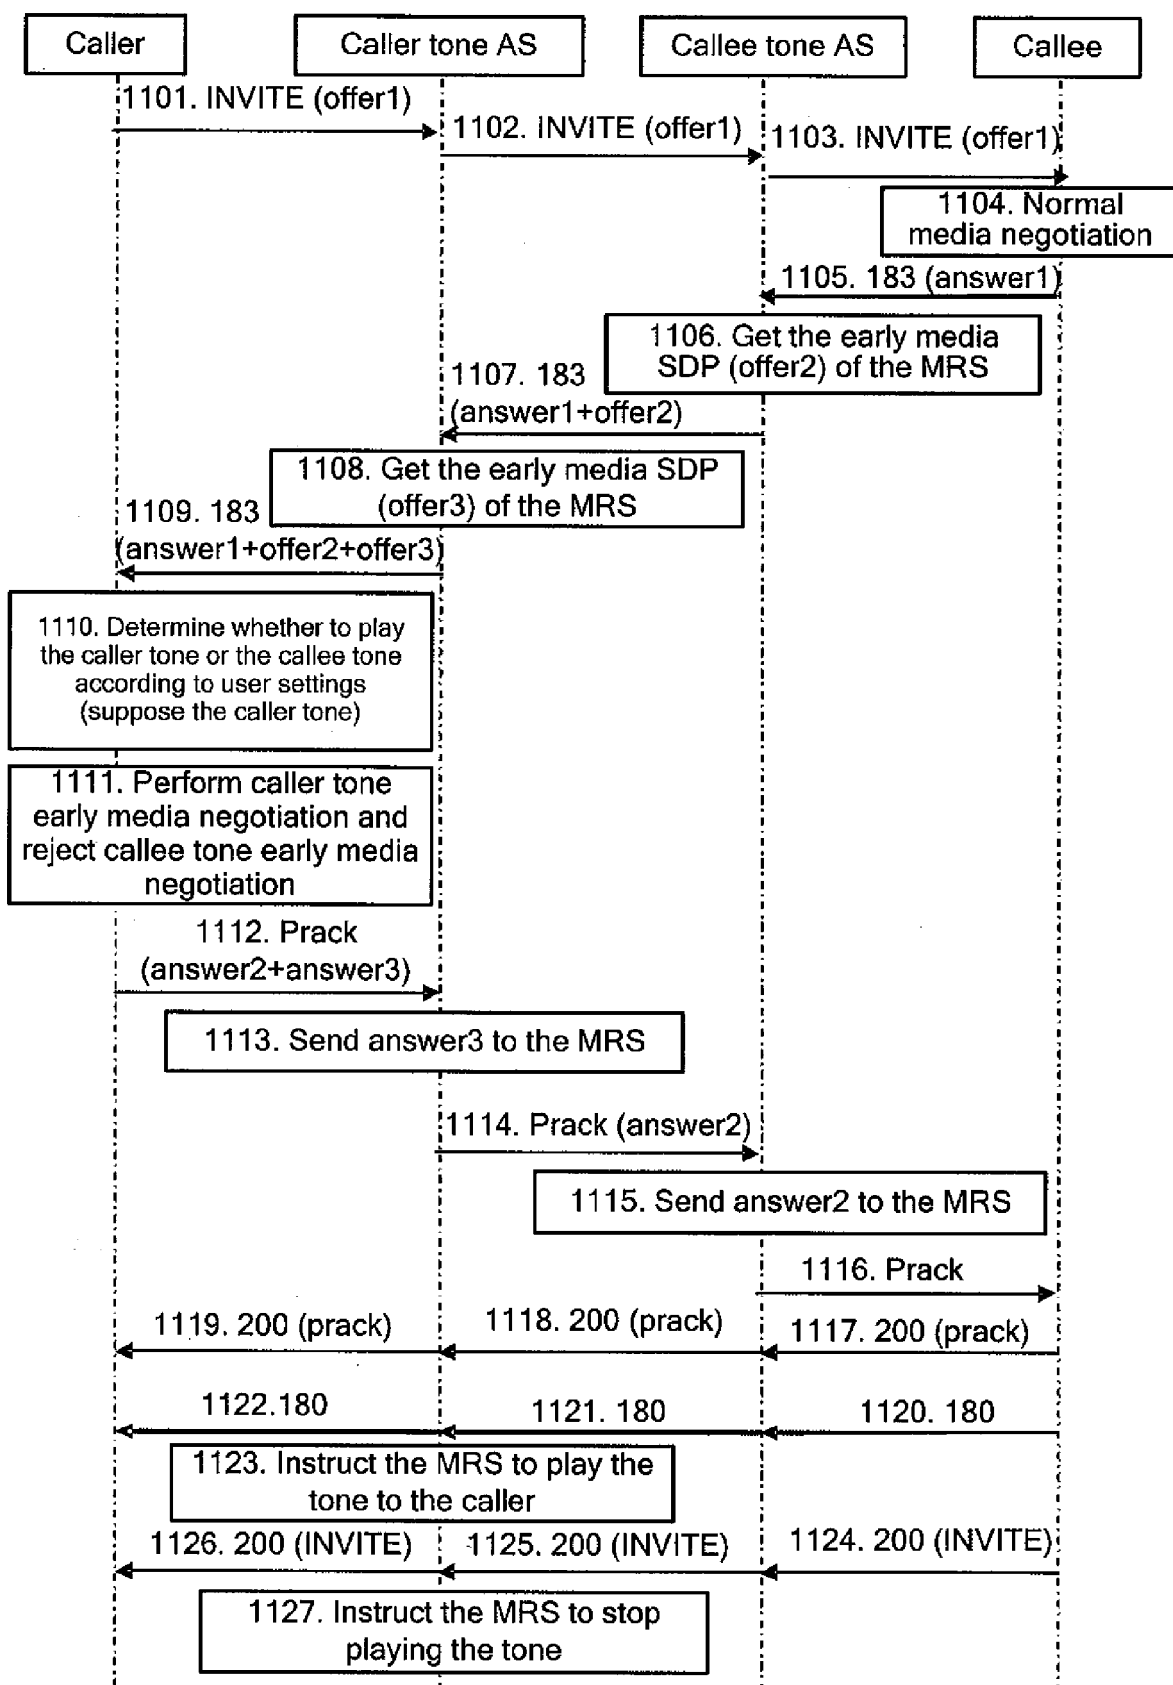 Caller
Caller tone AS
Callee tone AS
Callee
1101. INVITE (offer1)
1102. INVITE (offer1)
1103. INVITE (offer1)
1104. Normal
media negotiation
1105. 183 (answer1)
1106. Get the early media
SDP (offer2) of the MRS
1107. 183
(answer1+offer2)
1108. Get the early media SDP
(offer3) of the MRS
1109. 183
(answer1+offer2+offer3)
1110. Determine whether to play
the caller tone or the callee tone
according to user settings
(suppose the caller tone)
1111. Perform caller tone
early media negotiation and
reject callee tone early media
negotiation
1112. Prack
(answer2+answer3)
1113. Send answer3 to the MRS
1114. Prack (answer2)
1115. Send answer2 to the MRS
1116. Prack
1119. 200 (prack)
1118. 200 (prack)
1117. 200 (prack)
1122.180
1121. 180
1120. 180
1123. Instruct the MRS to play the
tone to the caller
1126. 200 (INVITE)
1125. 200 (INVITE)
1124. 200 (INVITE)
1127. Instruct the MRS to stop
playing the tone